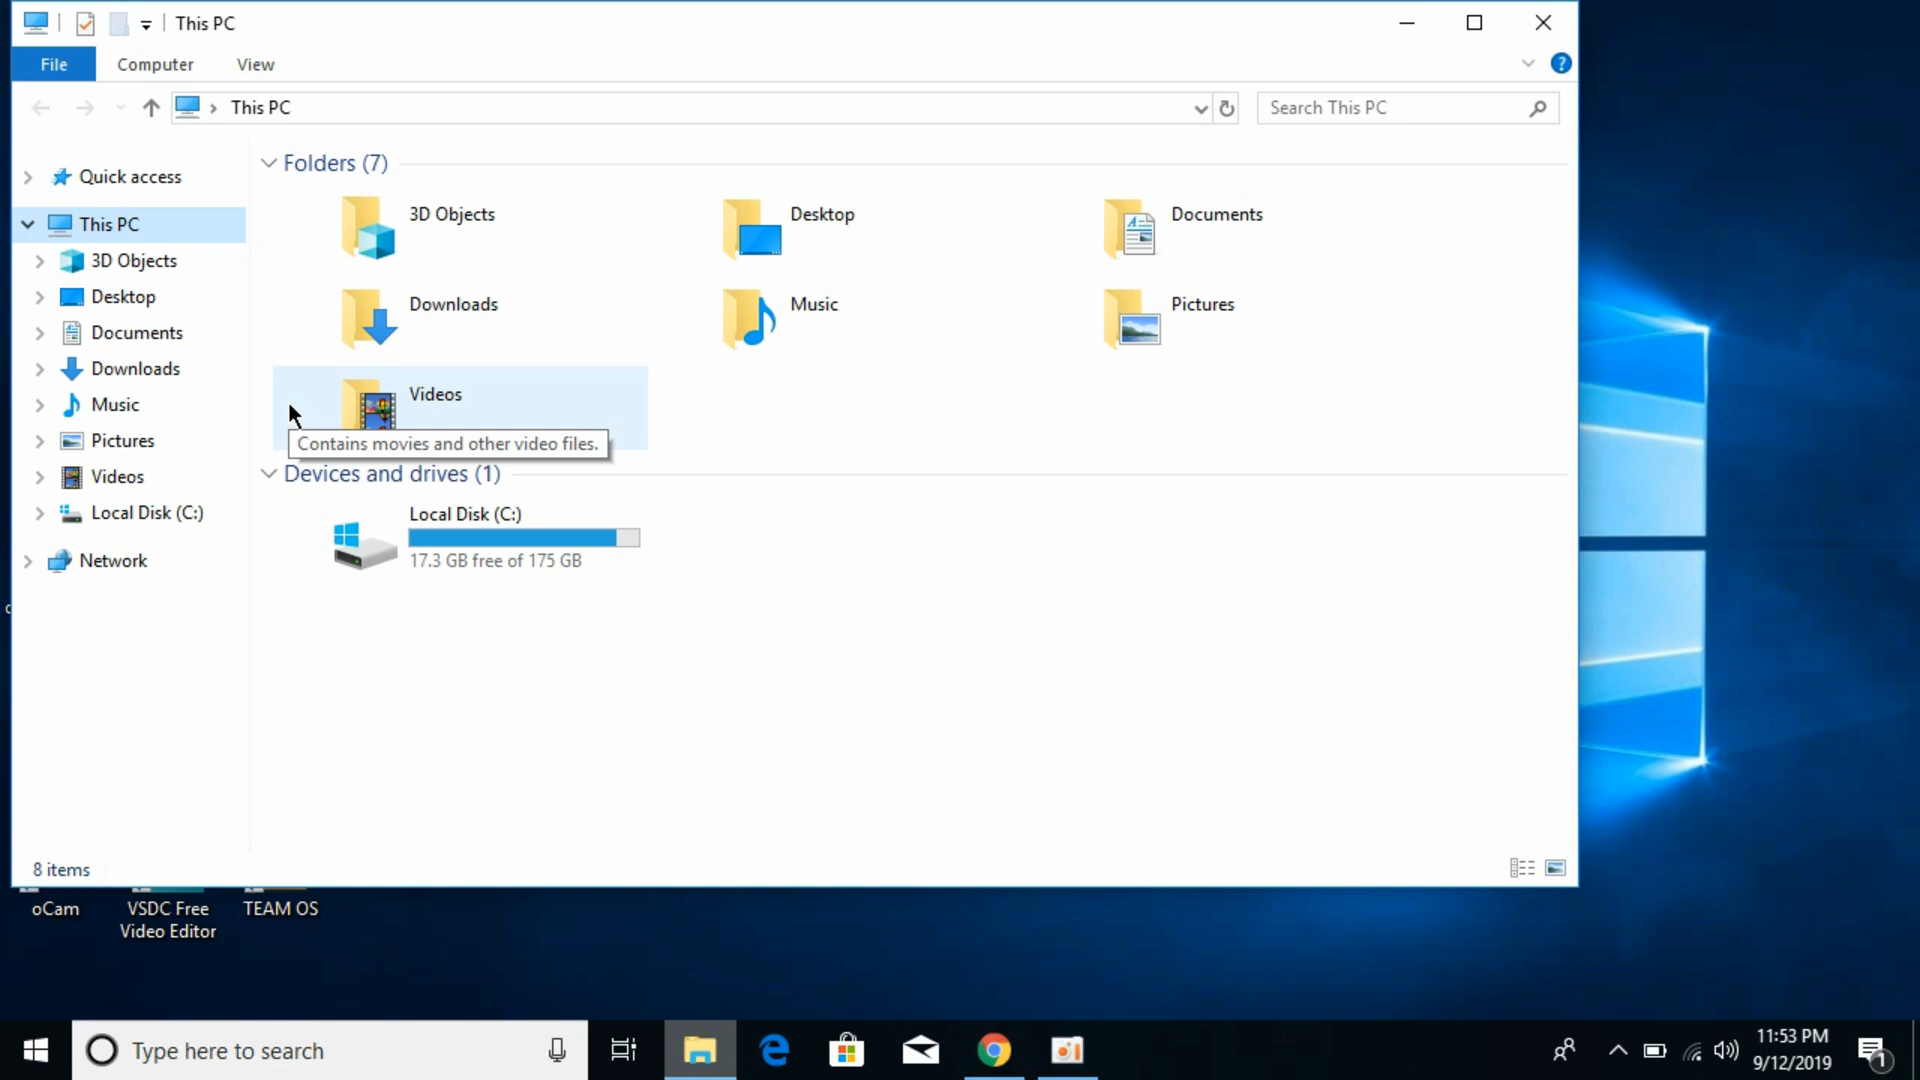 This PC
File Computer View
This PC
Search This PC
Quick access
This PC
3D Objects
Desktop
Documents
Downloads
Music
Pictures
Videos
Local Disk (C:)
Network
Folders (7)
3D Objects
Desktop
Documents
Downloads
Music
Pictures
Videos
Contains movies and other video files.
Devices and drives (1)
Local Disk (C:)
17.3 GB free of 175 GB
8 items
oCam
VSDC Free
Video Editor
TEAM OS
Type here to search
11:53 PM
9/12/2019
1